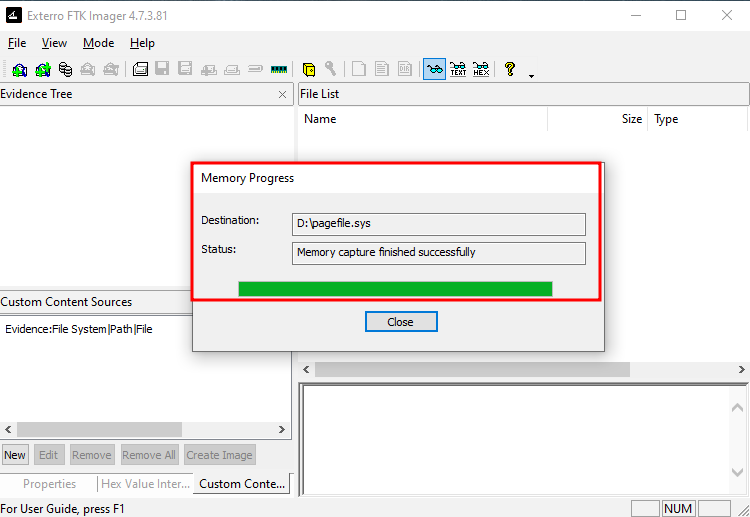 Exterro FTK Imager 4.7.3.81
File View Mode Help
TEXT HEX
Evidence Tree
File List
Name Size Type
Memory Progress
Destination: D:\pagefile.sys
Status: Memory capture finished successfully
Close
Custom Content Sources
Evidence:File System|Path|File
New Edit Remove Remove All Create Image
Properties Hex Value Inter... Custom Conte...
For User Guide, press F1 NUM